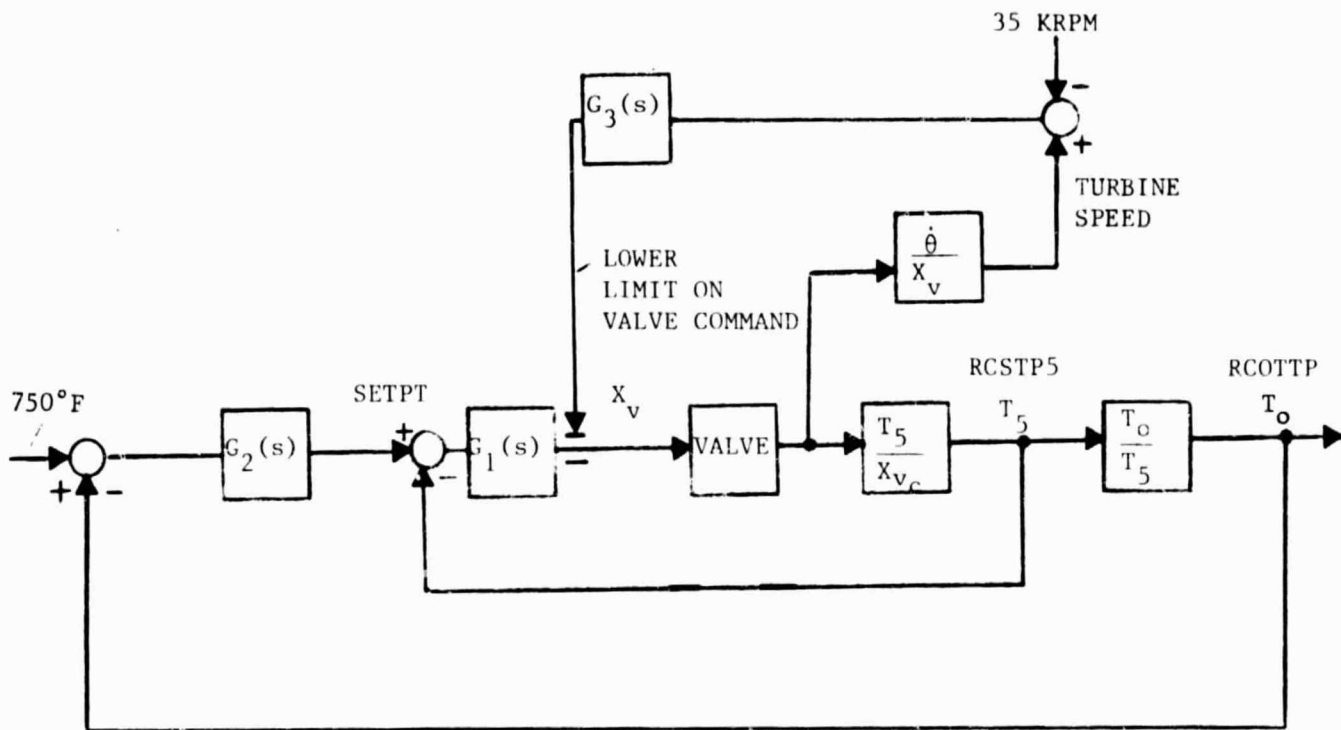 35 KRPM
−
G3(s)
+
TURBINE
SPEED
θ̇
Xv
LOWER
LIMIT ON
VALVE COMMAND
RCSTP5
RCOTTP
SETPT
Xv
T5
To
750°F
+
G2(s)
G1(s)
VALVE
T5
Xvc
To
T5
−
+
−